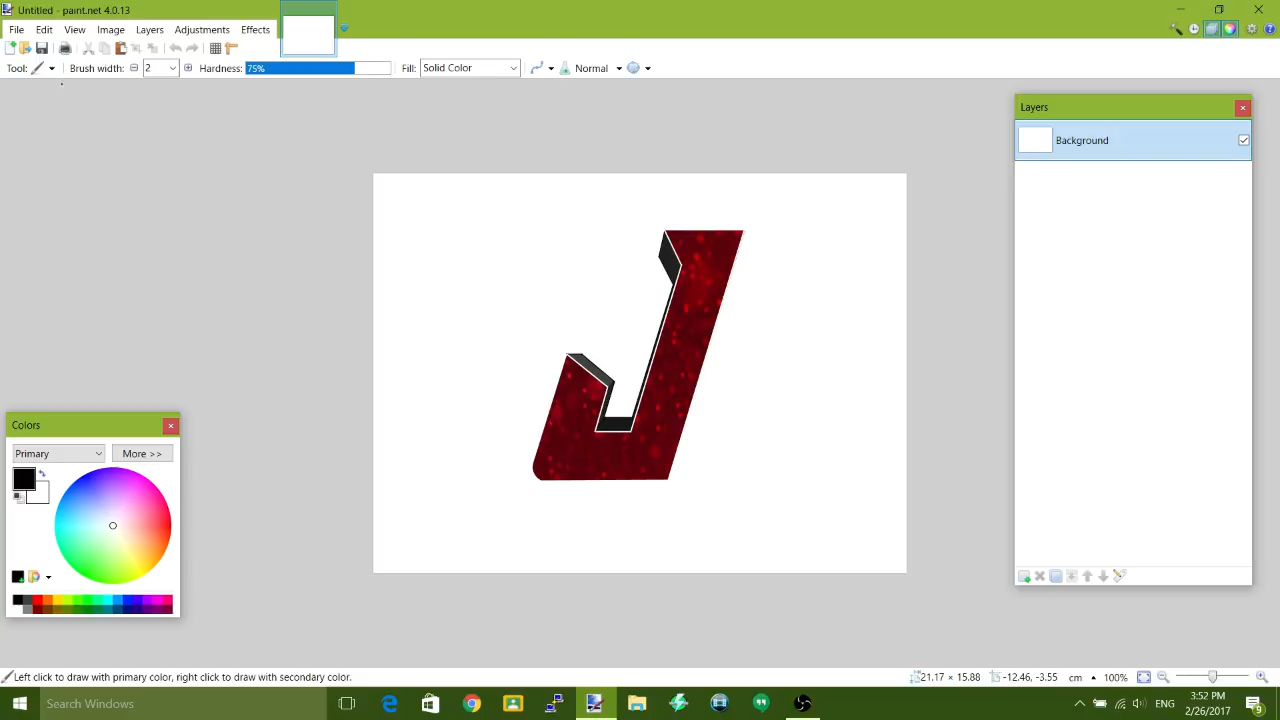 Untitled - paint.net 4.0.13
File Edit View Image Layers Adjustments Effects
Tool: Brush width: 2 Hardness: 75% Fill: Solid Color Normal
Layers
Background
J
Colors
Primary More >>
Left click to draw with primary color, right click to draw with secondary color. 21.17 × 15.88 -12.46, -3.55 cm 100%
Search Windows ENG 3:52 PM
2/26/2017 9